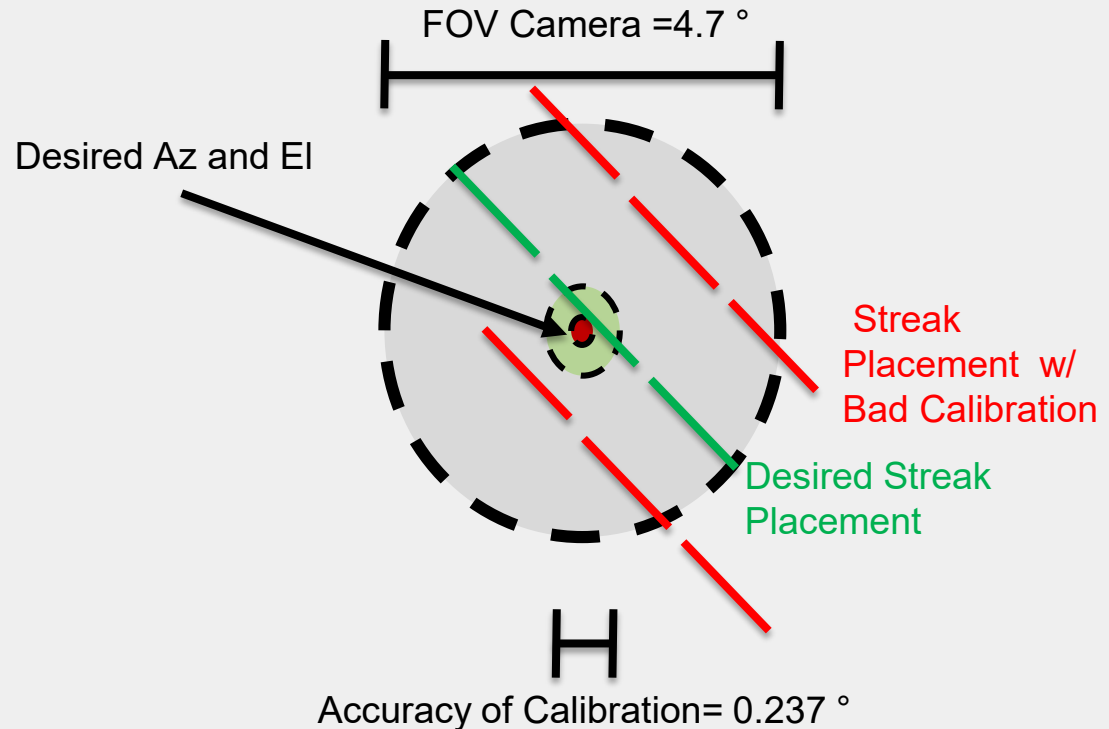 FOV Camera =4.7 °
Desired Az and El
Streak
Placement w/
Bad Calibration
Desired Streak
Placement
Accuracy of Calibration= 0.237 °